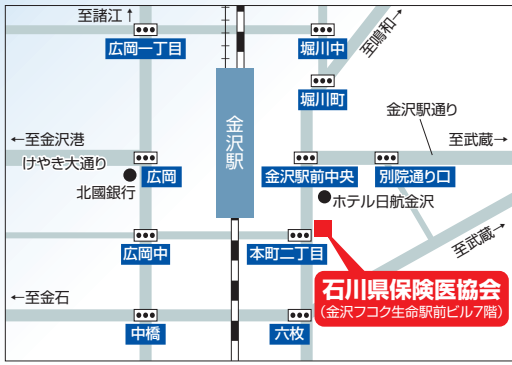 至諸江↑
広岡一丁目
堀川中
至鳴和→
堀川町
金沢駅通り
金沢駅
←至金沢港
至武蔵→
けやき大通り
広岡
金沢駅前中央
別院通り口
北國銀行
ホテル日航金沢
広岡中
本町二丁目
至武蔵→
石川県保険医協会
(金沢フコク生命駅前ビル7階)
←至金石
中橋
六枚